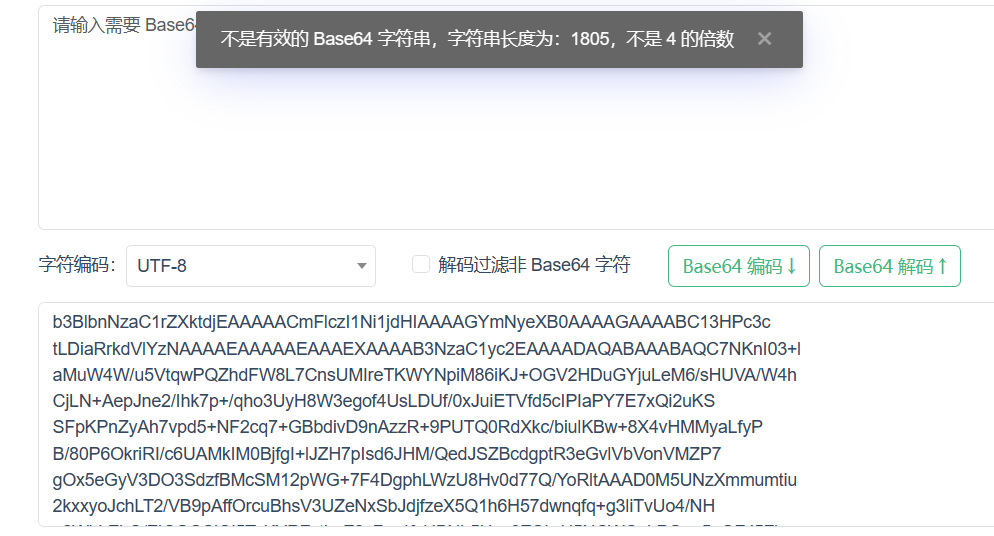 请输入需要 Base6
不是有效的 Base64 字符串，字符串长度为：1805，不是 4 的倍数
字符编码： UTF-8 解码过滤非 Base64 字符 Base64 编码↓ Base64 解码↑
b3BlbnNzaC1rZXktdjEAAAAACmFlczI1Ni1jdHIAAAAGYmNyeXB0AAAAGAAAABC13HPc3c
tLDiaRrkdVlYzNAAAAEAAAAAEAAAEXAAAAB3NzaC1yc2EAAAADAQABAAABAQC7NKnI03+l
aMuW4W/u5VtqwPQZhdFW8L7CnsUMIreTKWYNpiM86iKJ+OGV2HDuGYjuLeM6/sHUVA/W4h
CjLN+AepJne2/Ihk7p+/qho3UyH8W3egof4UsLDUf/0xJuiETVfd5cIPIaPY7E7xQi2uKS
SFpKPnZyAh7vpd5+NF2cq7+GBbdivD9nAzzR+9PUTQ0RdXkc/biulKBw+8X4vHMMyaLfyP
B/80P6OkriRI/c6UAMkIM0BjfgI+lJZH7pIsd6JHM/QedJSZBcdgptR3eGvlVbVonVMZP7
gOx5eGyV3DO3SdzfBMcSM12pWG+7F4DgphLWzU8Hv0d77Q/YoRltAAAD0M5UNzXmmumtiu
2kxxyoJchLT2/VB9pAffOrcuBhsV3UZeNxSbJdjfzeX5Q1h6H57dwnqfq+g3liTvUo4/NH